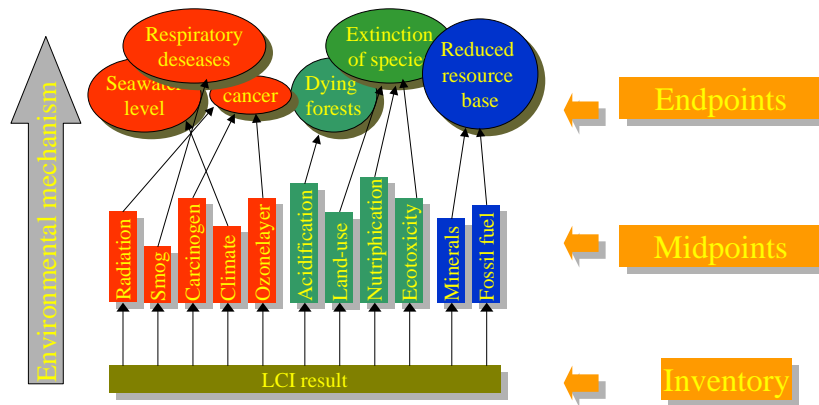 Respiratory
deseases
Extinction
of species
Reduced
resource
base
Seawater
level
cancer
Dying
forests
Endpoints
Environmental mechanism
Radiation
Smog
Carcinogen
Climate
Ozonelayer
Acidification
Land-use
Nutriphication
Ecotoxicity
Minerals
Fossil fuel
Midpoints
LCI result
Inventory